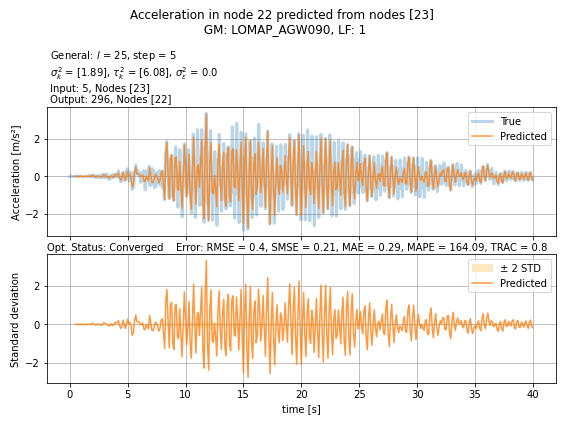 Acceleration in node 22 predicted from nodes [23]
GM: LOMAP_AGW090, LF: 1
General: l = 25, step = 5
σ²ₖ = [1.89], τ²ₖ = [6.08], σ²ε = 0.0
Input: 5, Nodes [23]
Output: 296, Nodes [22]
Acceleration [m/s²]
2
0
−2
True
Predicted
Opt. Status: Converged Error: RMSE = 0.4, SMSE = 0.21, MAE = 0.29, MAPE = 164.09, TRAC = 0.8
Standard deviation
2
0
−2
± 2 STD
Predicted
0 5 10 15 20 25 30 35 40
time [s]